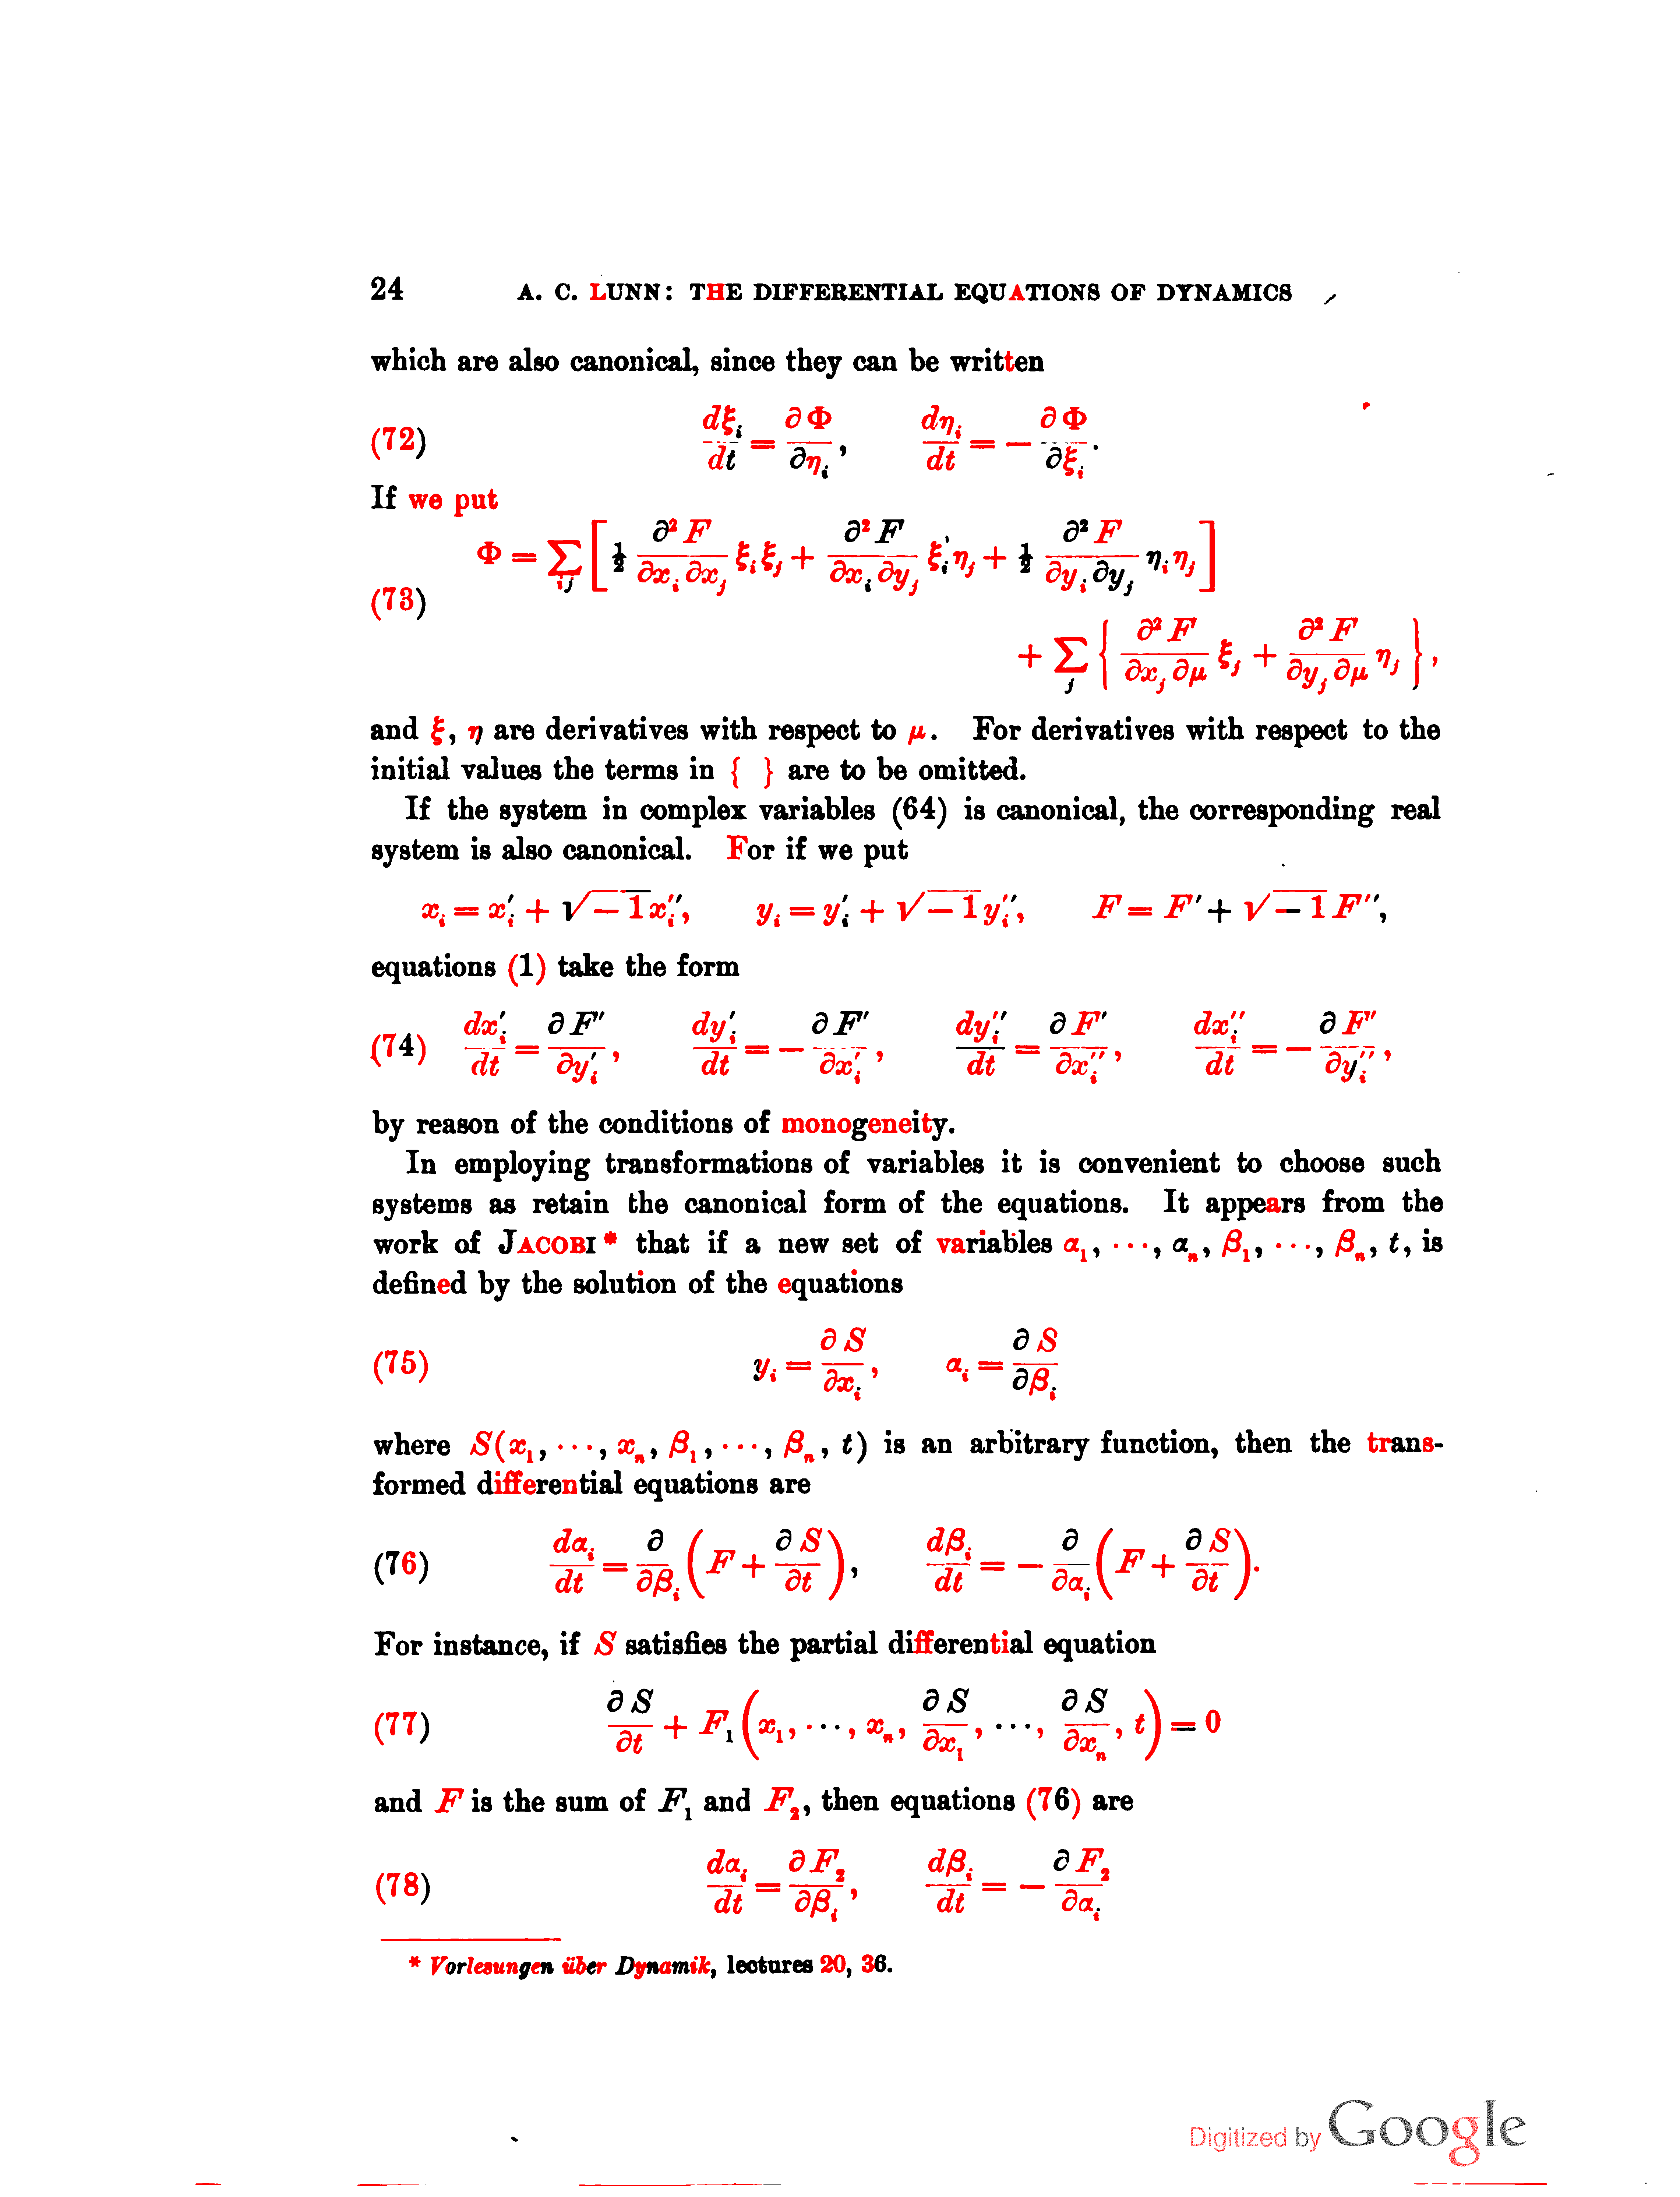 24 A. C. LUNN: THE DIFFERENTIAL EQUATIONS OF DYNAMICS
which are also canonical, since they can be written
(72) $\frac{d\xi_i}{dt} = \frac{\partial \Phi}{\partial \eta_i}, \quad \frac{d\eta_i}{dt} = -\frac{\partial \Phi}{\partial \xi_i}.$
If we put
(73) $\Phi = \sum_{ij} \left[ \frac{1}{2} \frac{\partial^2 F}{\partial x_i \partial x_j} \xi_i \xi_j + \frac{\partial^2 F}{\partial x_i \partial y_j} \xi_i \eta_j + \frac{1}{2} \frac{\partial^2 F}{\partial y_i \partial y_j} \eta_i \eta_j \right]$
$+ \sum_j \left\{ \frac{\partial^2 F}{\partial x_j \partial \mu} \xi_j + \frac{\partial^2 F}{\partial y_j \partial \mu} \eta_j \right\},$
and ξ, η are derivatives with respect to μ. For derivatives with respect to the
initial values the terms in { } are to be omitted.
If the system in complex variables (64) is canonical, the corresponding real
system is also canonical. For if we put
$x_i = x_i' + \sqrt{-1} x_i'', \quad y_i = y_i' + \sqrt{-1} y_i'', \quad F = F' + \sqrt{-1} F'',$
equations (1) take the form
(74) $\frac{dx_i'}{dt} = \frac{\partial F'}{\partial y_i'}, \quad \frac{dy_i'}{dt} = -\frac{\partial F'}{\partial x_i'}, \quad \frac{dy_i''}{dt} = \frac{\partial F'}{\partial x_i''}, \quad \frac{dx_i''}{dt} = -\frac{\partial F'}{\partial y_i''},$
by reason of the conditions of monogeneity.
In employing transformations of variables it is convenient to choose such
systems as retain the canonical form of the equations. It appears from the
work of JACOBI * that if a new set of variables $\alpha_1, \cdots, \alpha_n, \beta_1, \cdots, \beta_n, t,$ is
defined by the solution of the equations
(75) $y_i = \frac{\partial S}{\partial x_i}, \quad \alpha_i = \frac{\partial S}{\partial \beta_i}$
where $S(x_1, \cdots, x_n, \beta_1, \cdots, \beta_n, t)$ is an arbitrary function, then the trans-
formed differential equations are
(76) $\frac{d\alpha_i}{dt} = \frac{\partial}{\partial \beta_i} \left( F + \frac{\partial S}{\partial t} \right), \quad \frac{d\beta_i}{dt} = -\frac{\partial}{\partial \alpha_i} \left( F + \frac{\partial S}{\partial t} \right).$
For instance, if S satisfies the partial differential equation
(77) $\frac{\partial S}{\partial t} + F_1 \left( x_1, \cdots, x_n, \frac{\partial S}{\partial x_1}, \cdots, \frac{\partial S}{\partial x_n}, t \right) = 0$
and F is the sum of $F_1$ and $F_2$, then equations (76) are
(78) $\frac{d\alpha_i}{dt} = \frac{\partial F_2}{\partial \beta_i}, \quad \frac{d\beta_i}{dt} = -\frac{\partial F_2}{\partial \alpha_i}$
* Vorlesungen über Dynamik, lectures 20, 36.
Digitized by Google